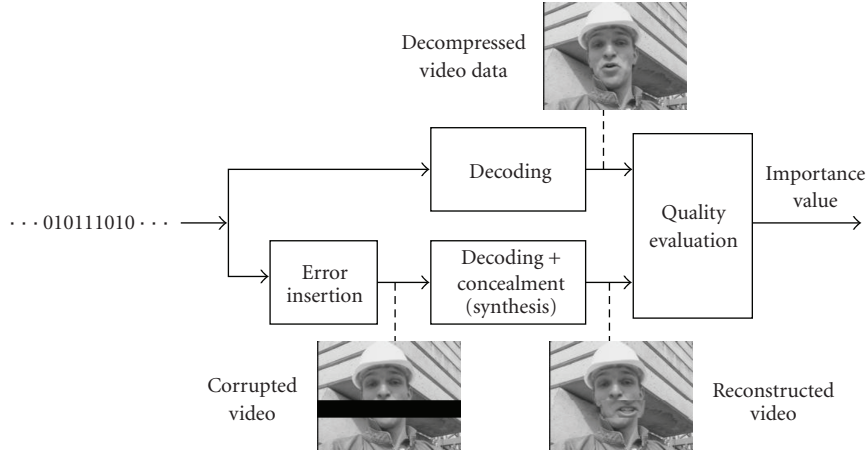 Decompressed
video data
Decoding
Importance
value
· · · 010111010 · · ·
Quality
evaluation
Error
insertion
Decoding +
concealment
(synthesis)
Corrupted
video
Reconstructed
video